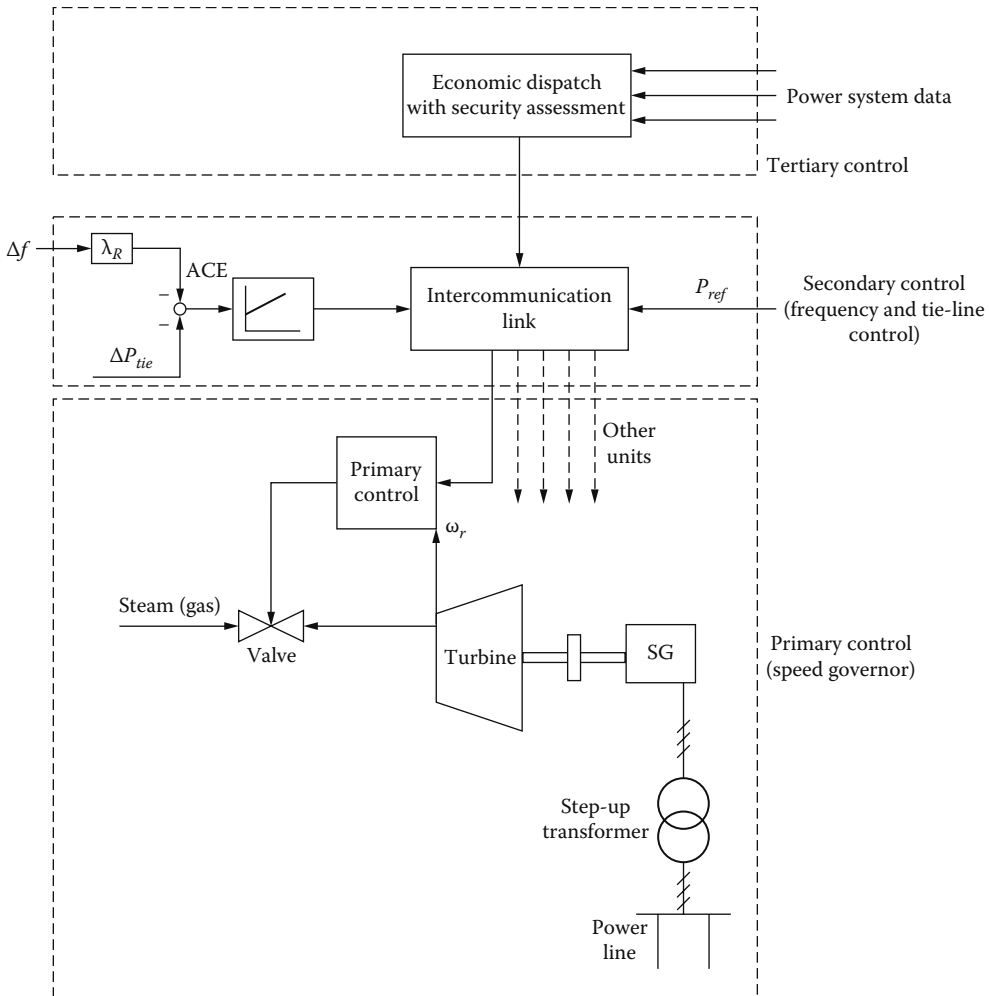 Economic dispatch
with security assessment
Power system data
Tertiary control
Δf
λR
ACE
−
−
ΔPtie
Intercommunication
link
Pref
Secondary control
(frequency and tie-line
control)
Other
units
Primary
control
ωr
Steam (gas)
Valve
Turbine
SG
Primary control
(speed governor)
Step-up
transformer
Power
line